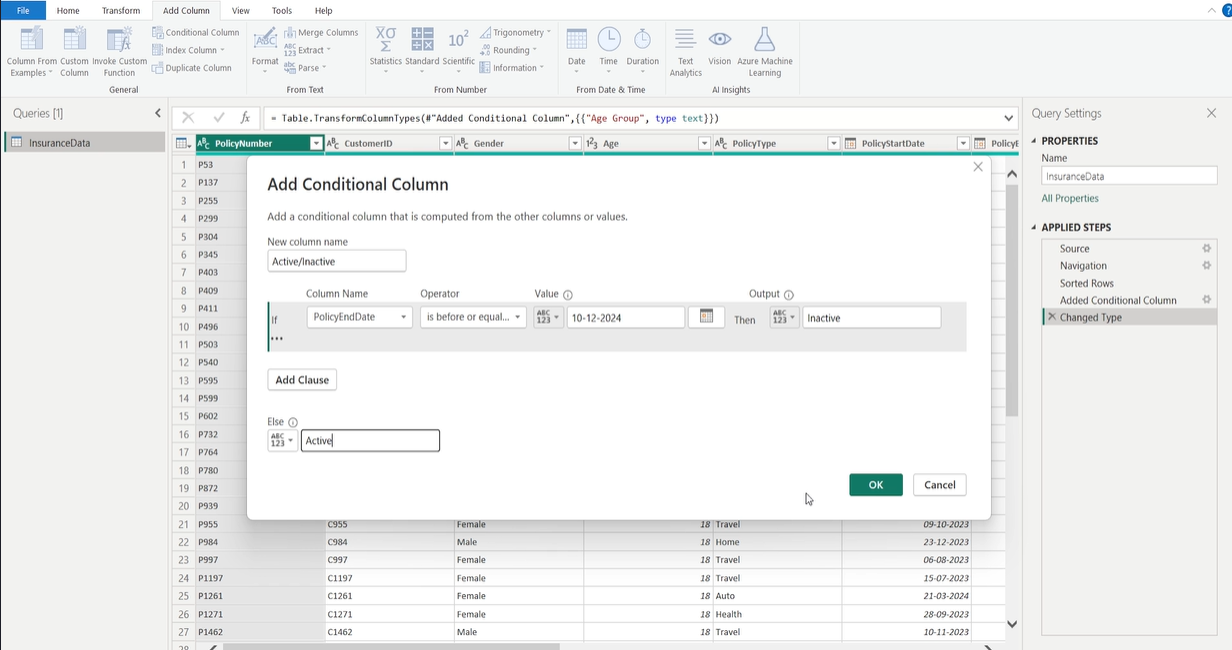 File Home Transform Add Column View Tools Help
Column From Examples Custom Column Invoke Custom Function Conditional Column Index Column Duplicate Column
General
Format Merge Columns Extract Parse
From Text
Statistics Standard Scientific Trigonometry Rounding Information
From Number
Date Time Duration
From Date & Time
Text Analytics Vision Azure Machine Learning
AI Insights
Queries [1]
InsuranceData
= Table.TransformColumnTypes(#"Added Conditional Column",{{"Age Group", type text}})
PolicyNumber CustomerID Gender Age PolicyType PolicyStartDate PolicyE
1 P53
2 P137
3 P255
4 P299
5 P304
6 P345
7 P403
8 P409
9 P411
10 P496
11 P503
12 P540
13 P595
14 P599
15 P602
16 P732
17 P764
18 P780
19 P872
20 P939
21 P955 C955 Female 18 Travel 09-10-2023
22 P984 C984 Male 18 Home 23-12-2023
23 P997 C997 Female 18 Travel 06-08-2023
24 P1197 C1197 Female 18 Travel 15-07-2023
25 P1261 C1261 Female 18 Auto 21-03-2024
26 P1271 C1271 Female 18 Health 28-09-2023
27 P1462 C1462 Male 18 Travel 10-11-2023
28
Add Conditional Column
Add a conditional column that is computed from the other columns or values.
New column name
Active/Inactive
Column Name Operator Value Output
If PolicyEndDate is before or equal... ABC 123 10-12-2024 Then ABC 123 Inactive
...
Add Clause
Else
ABC 123 Active
OK Cancel
Query Settings
PROPERTIES
Name
InsuranceData
All Properties
APPLIED STEPS
Source
Navigation
Sorted Rows
Added Conditional Column
Changed Type